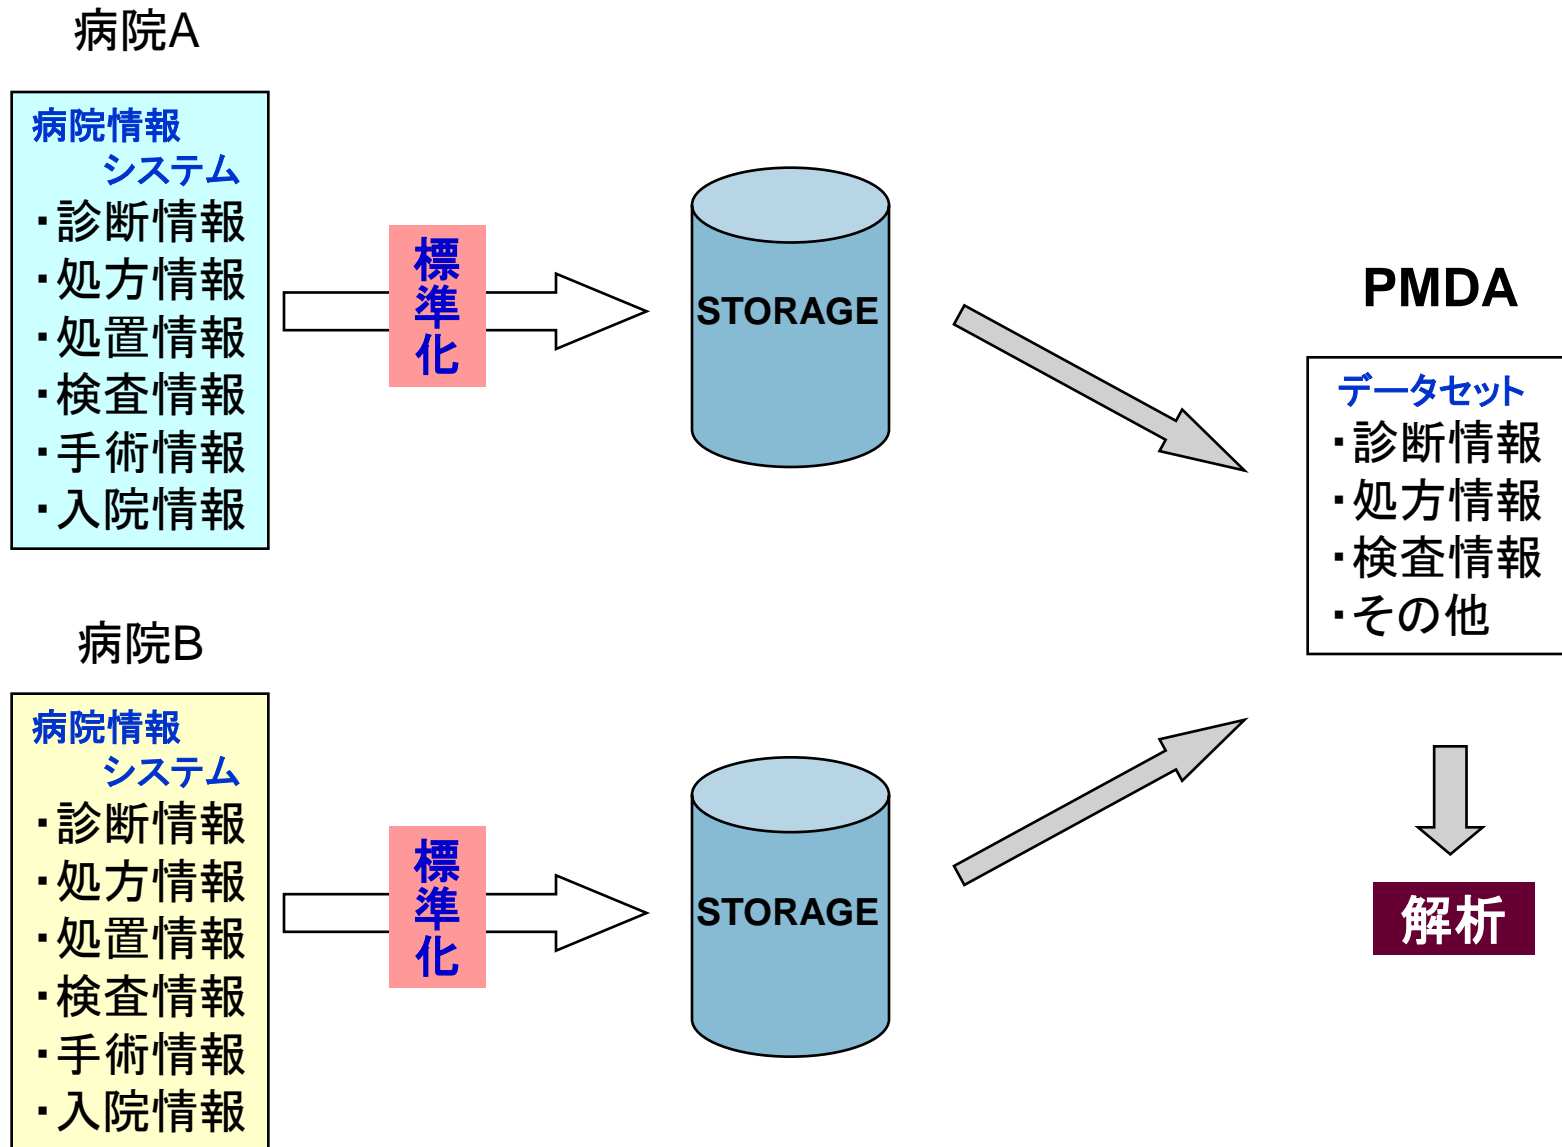 病院A
病院情報
システム
・診断情報
・処方情報
・処置情報
・検査情報
・手術情報
・入院情報
標準化
STORAGE
病院B
病院情報
システム
・診断情報
・処方情報
・処置情報
・検査情報
・手術情報
・入院情報
標準化
STORAGE
PMDA
データセット
・診断情報
・処方情報
・検査情報
・その他
解析